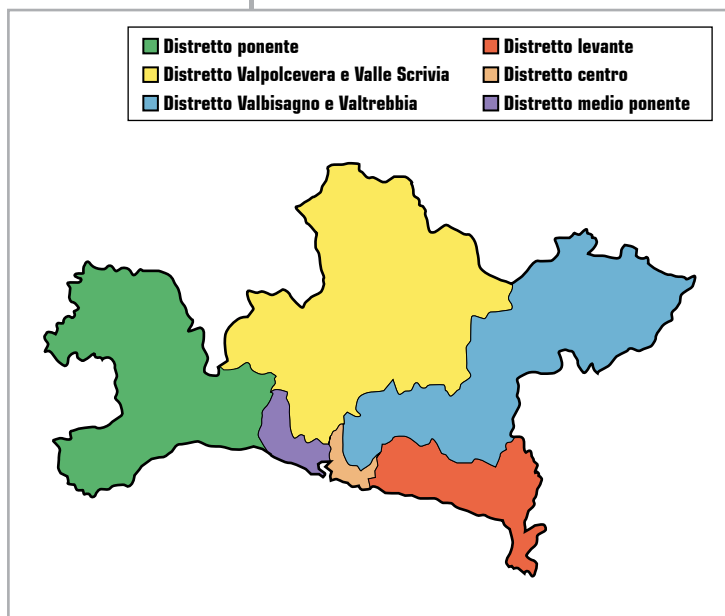 Distretto ponente
Distretto Valpolcevera e Valle Scrivia
Distretto Valbisagno e Valtrebbia
Distretto levante
Distretto centro
Distretto medio ponente